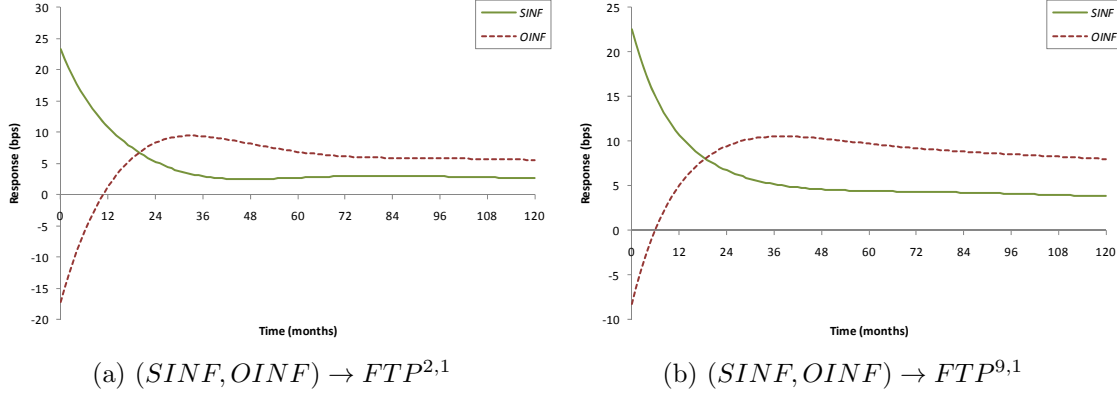 30
25
20
15
10
5
0
-5
-10
-15
-20
Response (bps)
0 12 24 36 48 60 72 84 96 108 120
Time (months)
SINF
OINF
(a) (SINF, OINF) → FTP^{2,1}
25
20
15
10
5
0
-5
-10
Response (bps)
0 12 24 36 48 60 72 84 96 108 120
Time (months)
SINF
OINF
(b) (SINF, OINF) → FTP^{9,1}